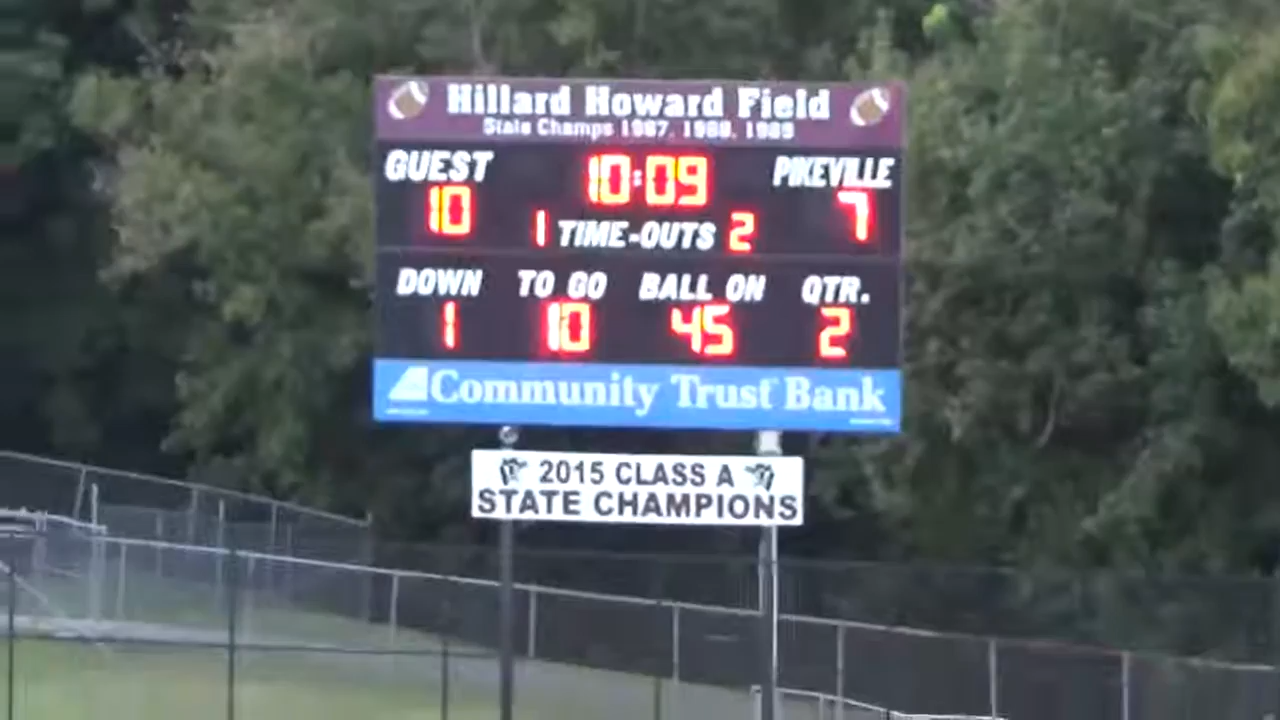 Hillard Howard Field
State Champs 1987, 1988, 1989
GUEST 10:09 PIKEVILLE
10 1 TIME-OUTS 2 7
DOWN TO GO BALL ON QTR.
1 10 45 2
Community Trust Bank
2015 CLASS A
STATE CHAMPIONS